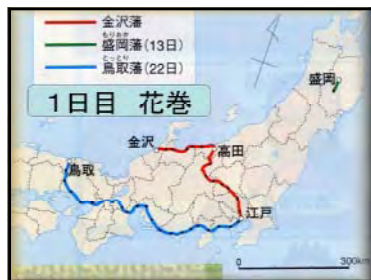 金沢藩
もりおか
盛岡藩(13日)
とっとり
鳥取藩(22日)
1日目 花巻
盛岡
金沢
高田
鳥取
江戸
0 300km